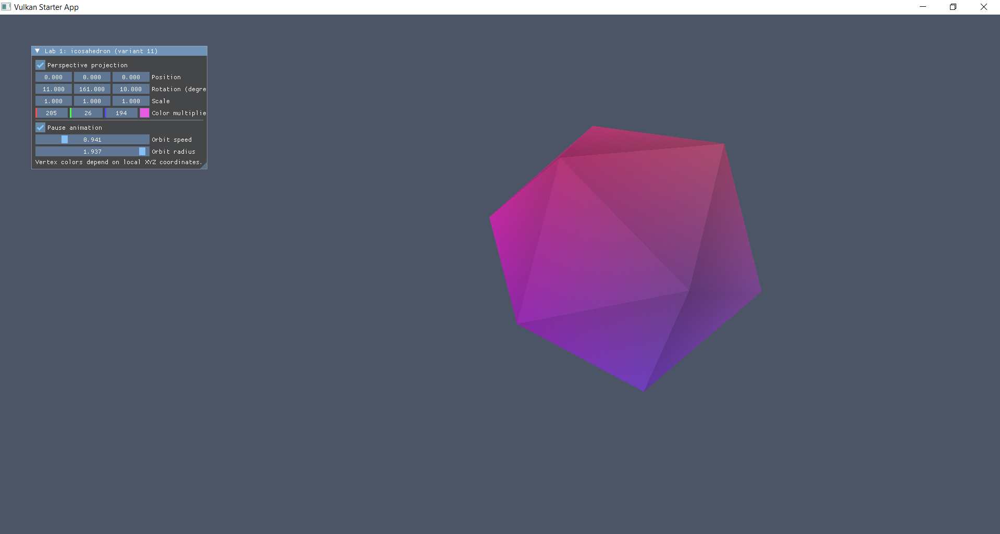 Vulkan Starter App
Lab 1: icosahedron (variant 11)
Perspective projection
0.000 0.000 0.000 Position
11.000 161.000 10.000 Rotation (degre
1.000 1.000 1.000 Scale
205 26 194 Color multiplie
Pause animation
0.941 Orbit speed
1.937 Orbit radius
Vertex colors depend on local XYZ coordinates.